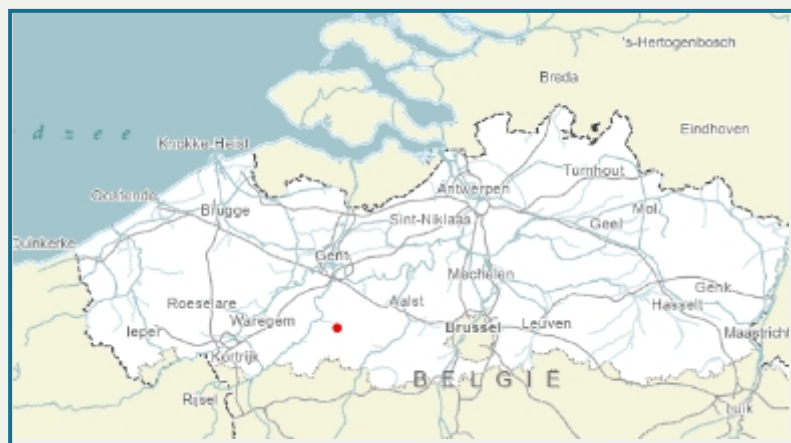 's-Hertogenbosch
Breda
d z e e
Eindhoven
Knokke-Heist
Turnhout
Antwerpen
Oostende
Mol
Brugge
Sint-Niklaas
Geel
Duinkerke
Gent
Mechelen
Genk
Aalst
Roeselare
Hasselt
Waregem
Ieper
Brussel
Leuven
Maastricht
Kortrijk
BELGIË
Rijsel
Luik